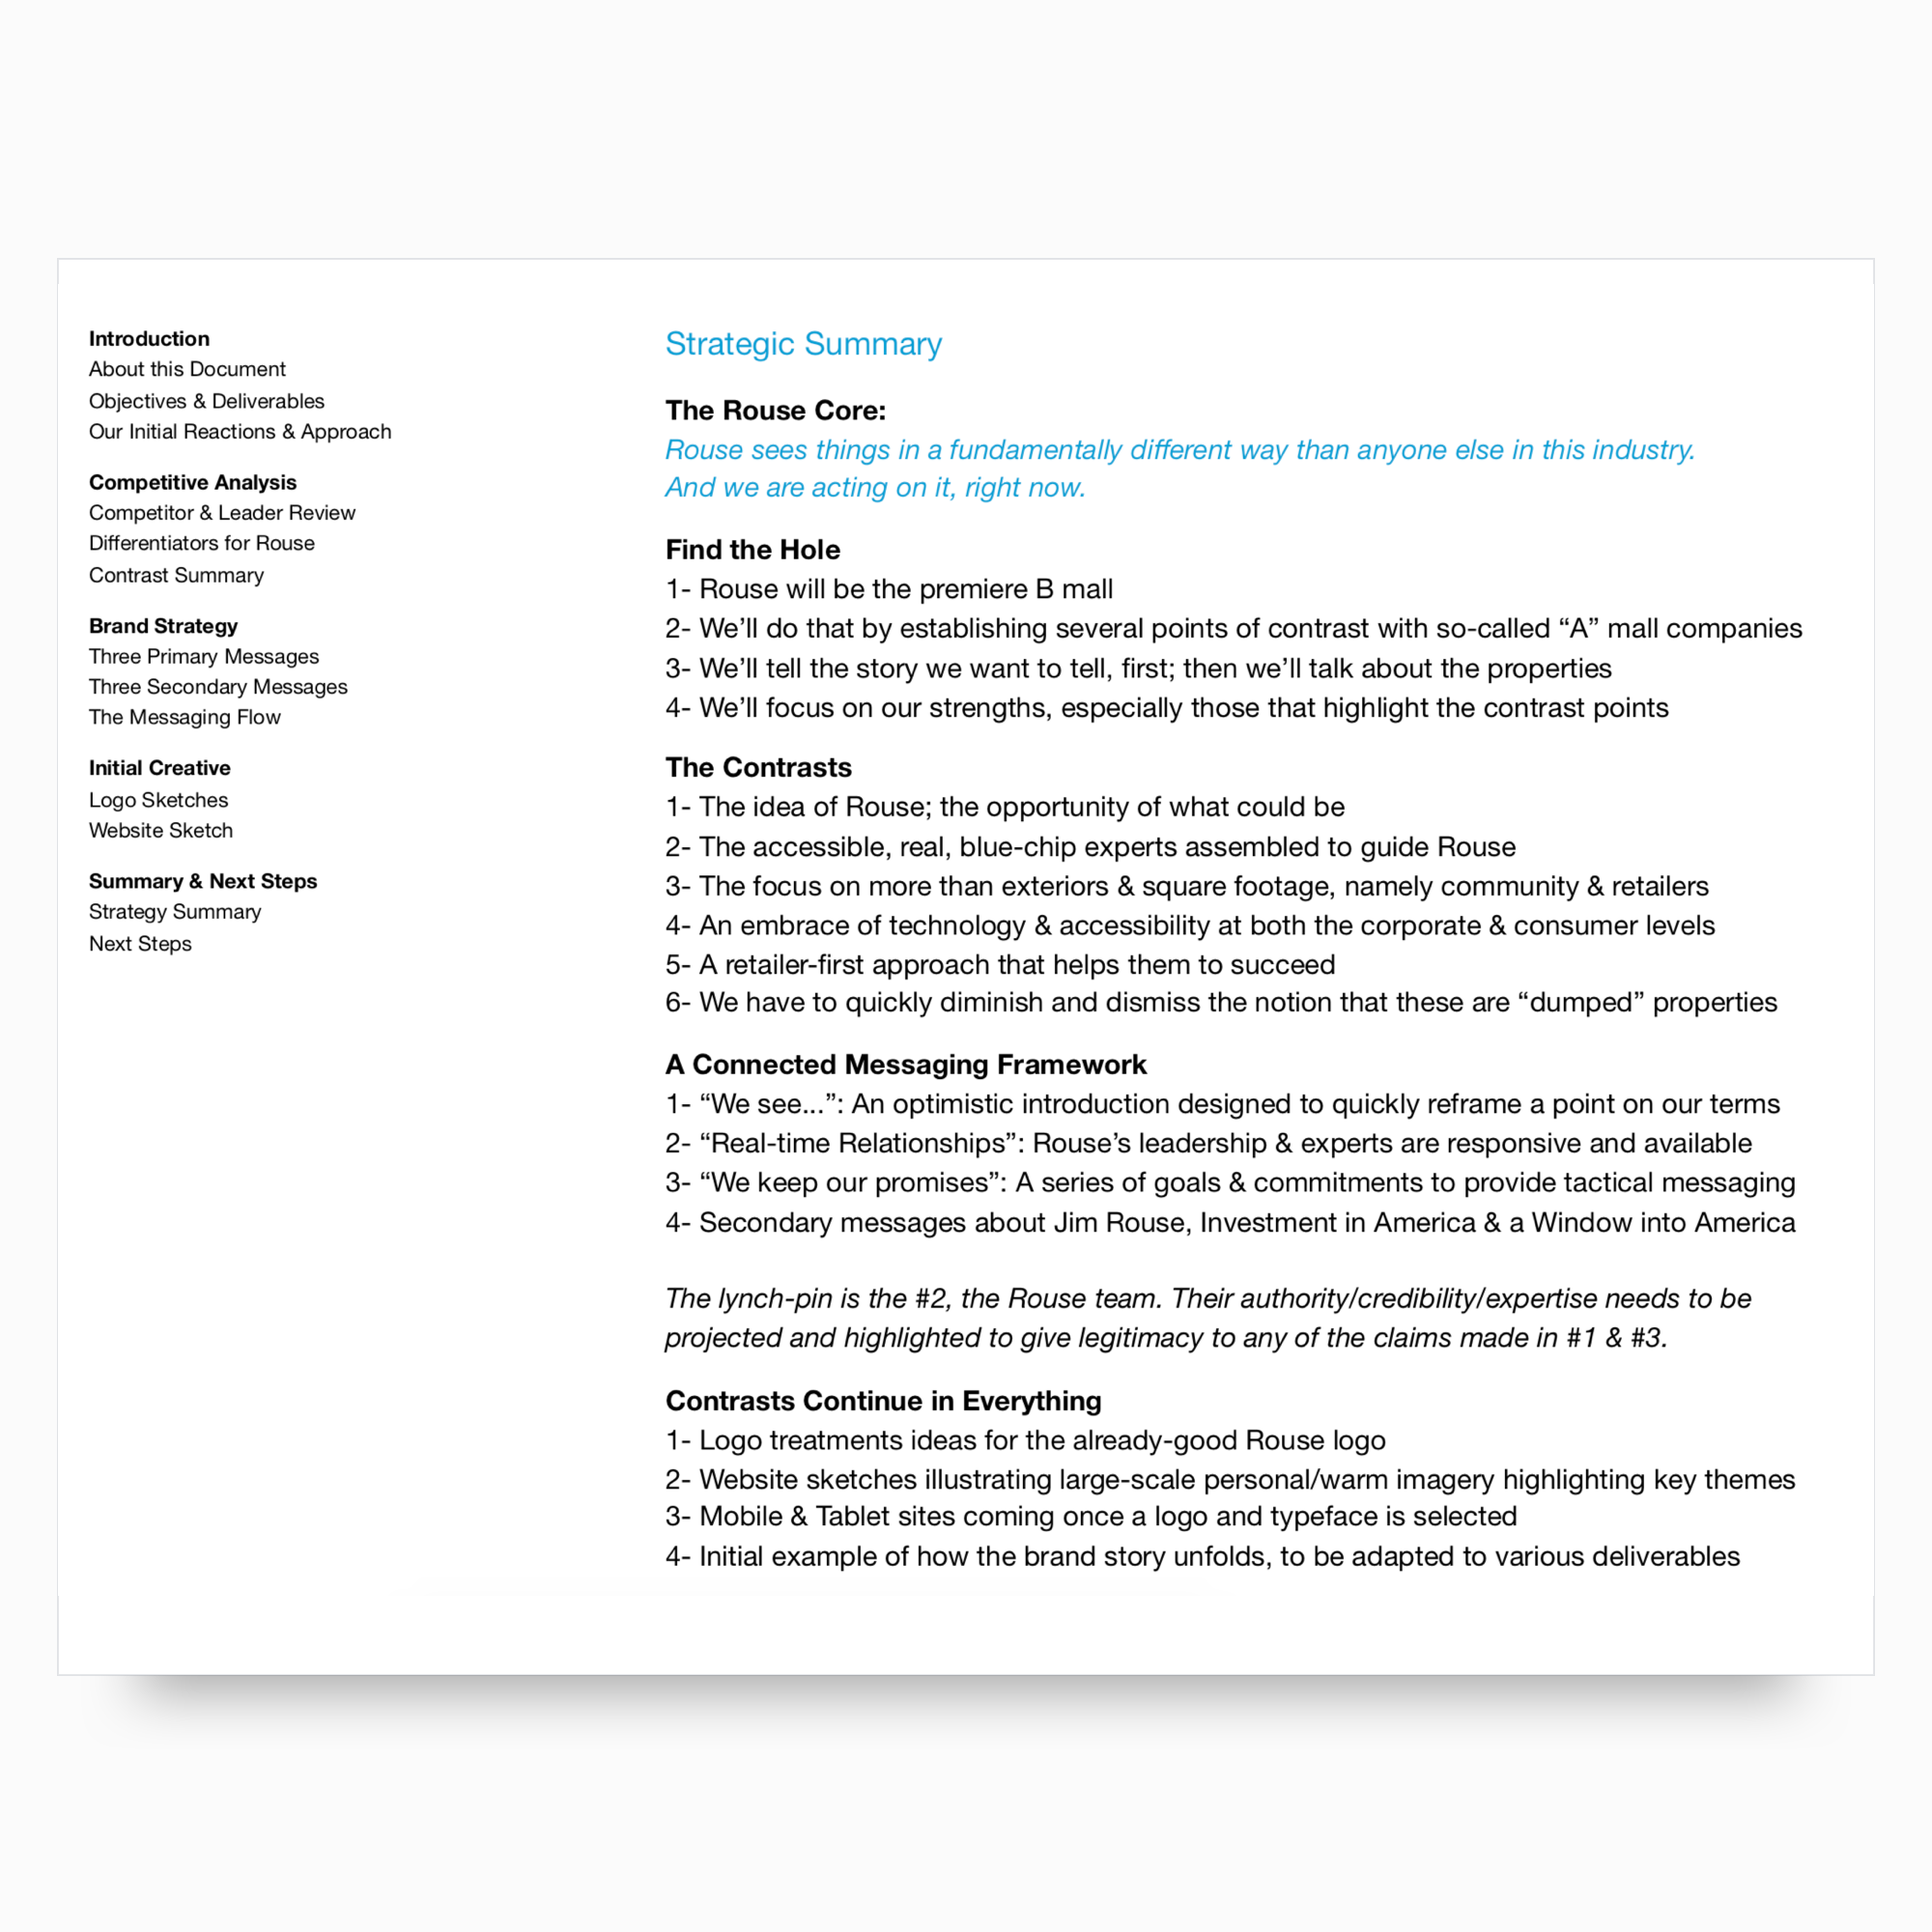 Introduction
About this Document
Objectives & Deliverables
Our Initial Reactions & Approach
Competitive Analysis
Competitor & Leader Review
Differentiators for Rouse
Contrast Summary
Brand Strategy
Three Primary Messages
Three Secondary Messages
The Messaging Flow
Initial Creative
Logo Sketches
Website Sketch
Summary & Next Steps
Strategy Summary
Next Steps
Strategic Summary
The Rouse Core:
Rouse sees things in a fundamentally different way than anyone else in this industry.
And we are acting on it, right now.
Find the Hole
1- Rouse will be the premiere B mall
2- We’ll do that by establishing several points of contrast with so-called “A” mall companies
3- We’ll tell the story we want to tell, first; then we’ll talk about the properties
4- We’ll focus on our strengths, especially those that highlight the contrast points
The Contrasts
1- The idea of Rouse; the opportunity of what could be
2- The accessible, real, blue-chip experts assembled to guide Rouse
3- The focus on more than exteriors & square footage, namely community & retailers
4- An embrace of technology & accessibility at both the corporate & consumer levels
5- A retailer-first approach that helps them to succeed
6- We have to quickly diminish and dismiss the notion that these are “dumped” properties
A Connected Messaging Framework
1- “We see...”: An optimistic introduction designed to quickly reframe a point on our terms
2- “Real-time Relationships”: Rouse’s leadership & experts are responsive and available
3- “We keep our promises”: A series of goals & commitments to provide tactical messaging
4- Secondary messages about Jim Rouse, Investment in America & a Window into America
The lynch-pin is the #2, the Rouse team. Their authority/credibility/expertise needs to be
projected and highlighted to give legitimacy to any of the claims made in #1 & #3.
Contrasts Continue in Everything
1- Logo treatments ideas for the already-good Rouse logo
2- Website sketches illustrating large-scale personal/warm imagery highlighting key themes
3- Mobile & Tablet sites coming once a logo and typeface is selected
4- Initial example of how the brand story unfolds, to be adapted to various deliverables